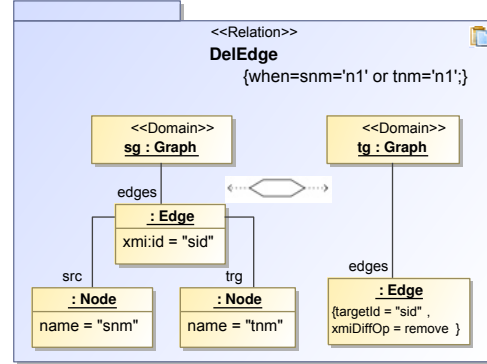 <<Relation>>
DelEdge
{when=snm='n1' or tnm='n1';}
<<Domain>>
sg : Graph
<<Domain>>
tg : Graph
edges
: Edge
xmi:id = "sid"
src
trg
: Node
name = "snm"
: Node
name = "tnm"
edges
: Edge
{targetId = "sid" ,
xmiDiffOp = remove }